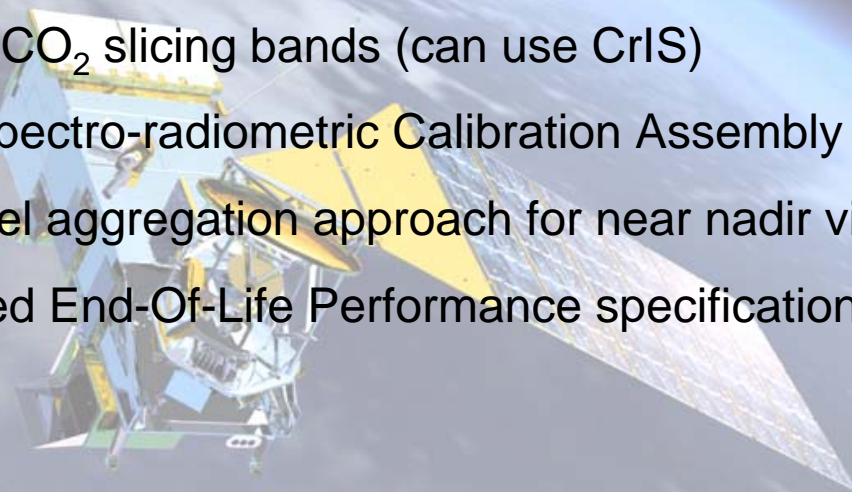 CO₂ slicing bands (can use CrIS)
pectro-radiometric Calibration Assembly
el aggregation approach for near nadir vi
ed End-Of-Life Performance specification